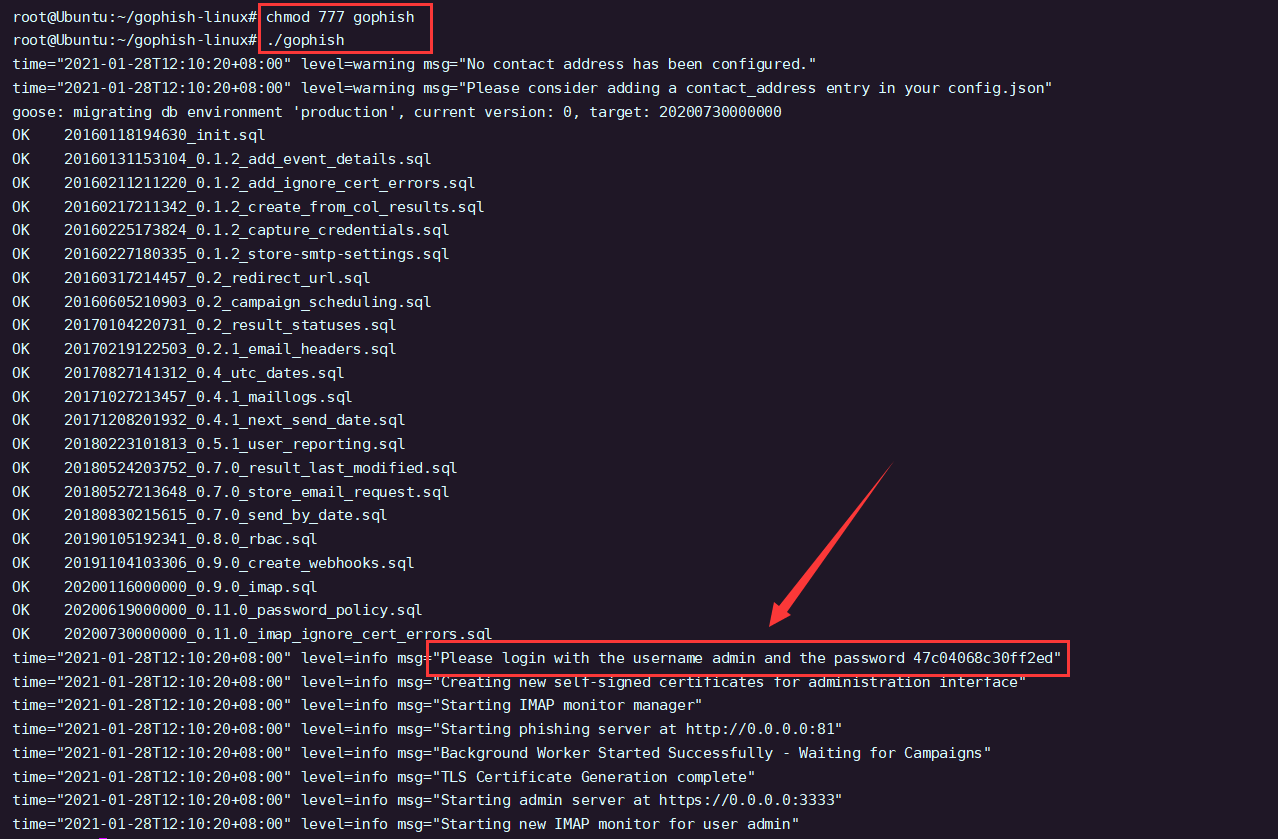 root@Ubuntu:~/gophish-linux# chmod 777 gophish
root@Ubuntu:~/gophish-linux# ./gophish
time="2021-01-28T12:10:20+08:00" level=warning msg="No contact address has been configured."
time="2021-01-28T12:10:20+08:00" level=warning msg="Please consider adding a contact_address entry in your config.json"
goose: migrating db environment 'production', current version: 0, target: 20200730000000
OK    20160118194630_init.sql
OK    20160131153104_0.1.2_add_event_details.sql
OK    20160211211220_0.1.2_add_ignore_cert_errors.sql
OK    20160217211342_0.1.2_create_from_col_results.sql
OK    20160225173824_0.1.2_capture_credentials.sql
OK    20160227180335_0.1.2_store-smtp-settings.sql
OK    20160317214457_0.2_redirect_url.sql
OK    20160605210903_0.2_campaign_scheduling.sql
OK    20170104220731_0.2_result_statuses.sql
OK    20170219122503_0.2.1_email_headers.sql
OK    20170827141312_0.4_utc_dates.sql
OK    20171027213457_0.4.1_maillogs.sql
OK    20171208201932_0.4.1_next_send_date.sql
OK    20180223101813_0.5.1_user_reporting.sql
OK    20180524203752_0.7.0_result_last_modified.sql
OK    20180527213648_0.7.0_store_email_request.sql
OK    20180830215615_0.7.0_send_by_date.sql
OK    20190105192341_0.8.0_rbac.sql
OK    20191104103306_0.9.0_create_webhooks.sql
OK    20200116000000_0.9.0_imap.sql
OK    20200619000000_0.11.0_password_policy.sql
OK    20200730000000_0.11.0_imap_ignore_cert_errors.sql
time="2021-01-28T12:10:20+08:00" level=info msg="Please login with the username admin and the password 47c04068c30ff2ed"
time="2021-01-28T12:10:20+08:00" level=info msg="Creating new self-signed certificates for administration interface"
time="2021-01-28T12:10:20+08:00" level=info msg="Starting IMAP monitor manager"
time="2021-01-28T12:10:20+08:00" level=info msg="Starting phishing server at http://0.0.0.0:81"
time="2021-01-28T12:10:20+08:00" level=info msg="Background Worker Started Successfully - Waiting for Campaigns"
time="2021-01-28T12:10:20+08:00" level=info msg="TLS Certificate Generation complete"
time="2021-01-28T12:10:20+08:00" level=info msg="Starting admin server at https://0.0.0.0:3333"
time="2021-01-28T12:10:20+08:00" level=info msg="Starting new IMAP monitor for user admin"